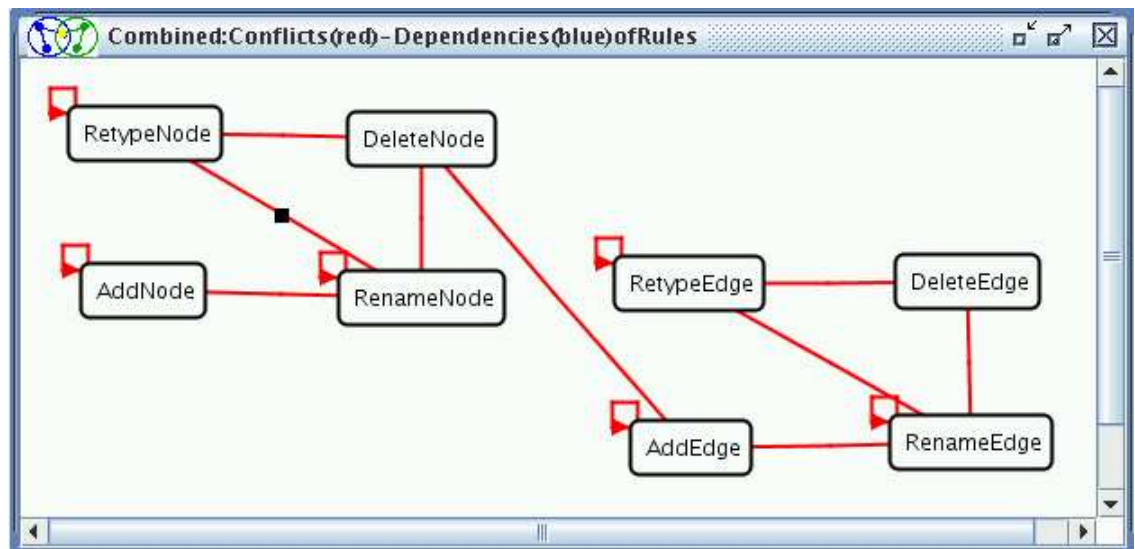 Combined:Conflicts(red)-Dependencies(blue)ofRules
RetypeNode
DeleteNode
AddNode
RenameNode
RetypeEdge
DeleteEdge
AddEdge
RenameEdge